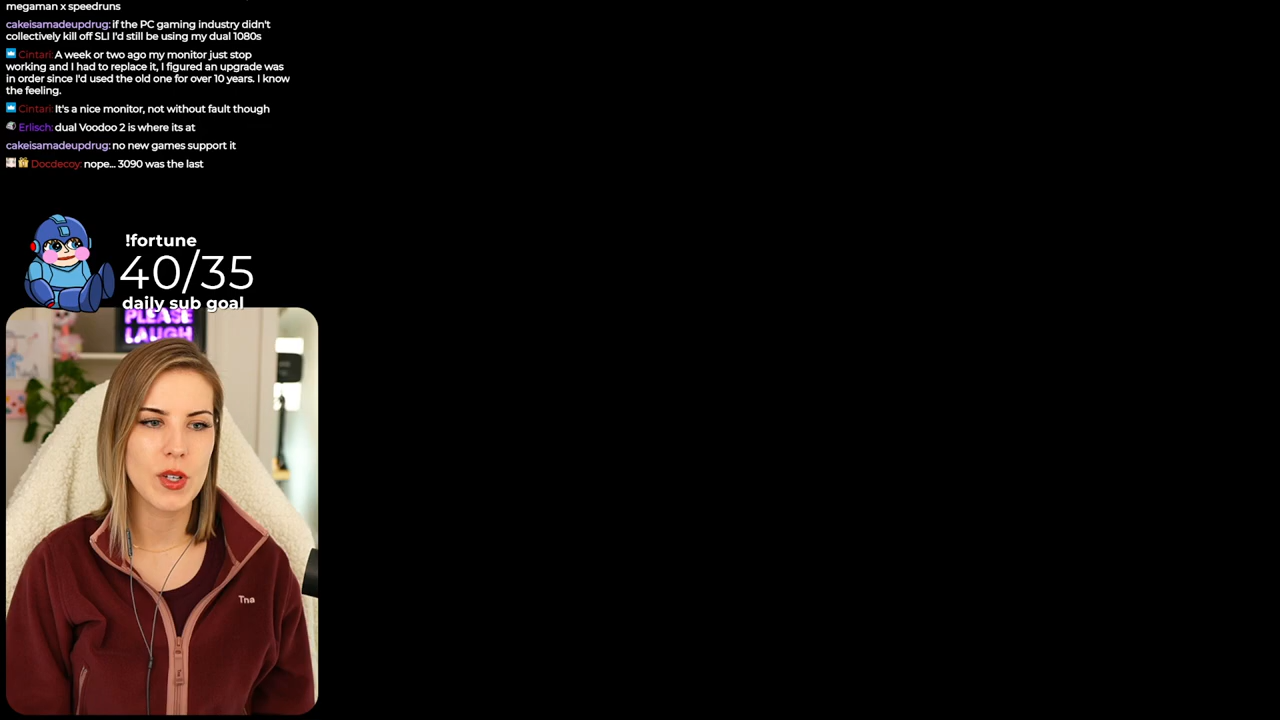 megaman x speedruns
cakeisamadeupdrug: if the PC gaming industry didn't
collectively kill off SLI I'd still be using my dual 1080s
Cintari: A week or two ago my monitor just stop
working and I had to replace it, I figured an upgrade was
in order since I'd used the old one for over 10 years. I know
the feeling.
Cintari: It's a nice monitor, not without fault though
Erlisch: dual Voodoo 2 is where its at
cakeisamadeupdrug: no new games support it
Docdecoy: nope... 3090 was the last
!fortune
40/35
daily sub goal
PLEASE
LAUGH
Tna